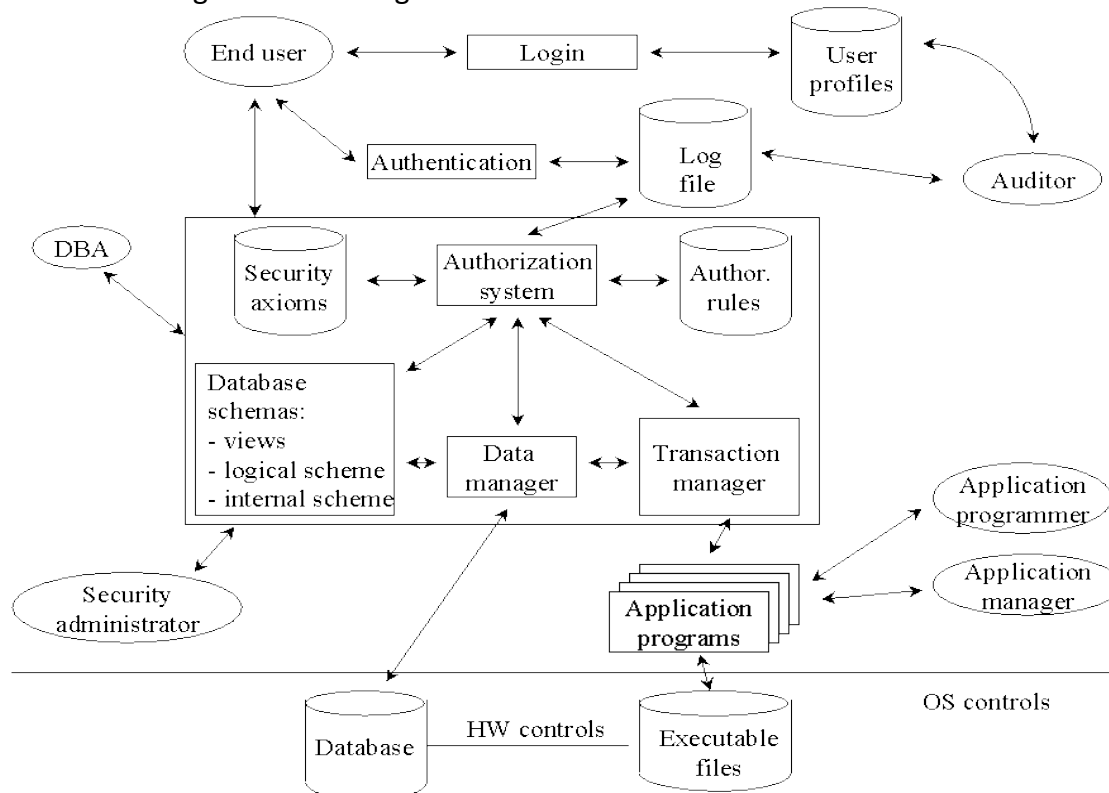 End user
Login
User
profiles
Authentication
Log
file
Auditor
DBA
Security
axioms
Authorization
system
Author.
rules
Database
schemas:
- views
- logical scheme
- internal scheme
Data
manager
Transaction
manager
Application
programmer
Security
administrator
Application
programs
Application
manager
OS controls
Database
HW controls
Executable
files